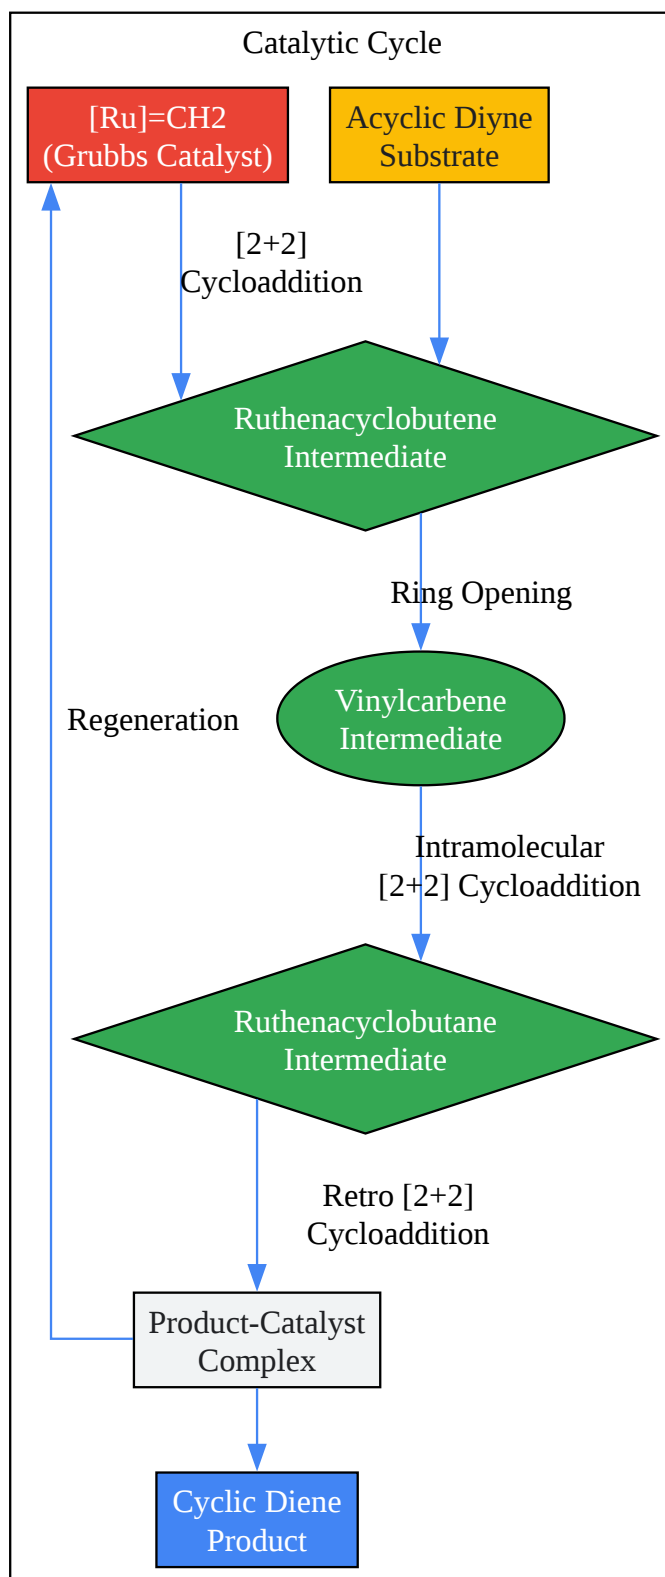 Catalytic Cycle
[Ru]=CH2
(Grubbs Catalyst)
Acyclic Diyne
Substrate
[2+2]
Cycloaddition
Ruthenacyclobutene
Intermediate
Ring Opening
Vinylcarbene
Intermediate
Regeneration
Intramolecular
[2+2] Cycloaddition
Ruthenacyclobutane
Intermediate
Retro [2+2]
Cycloaddition
Product-Catalyst
Complex
Cyclic Diene
Product